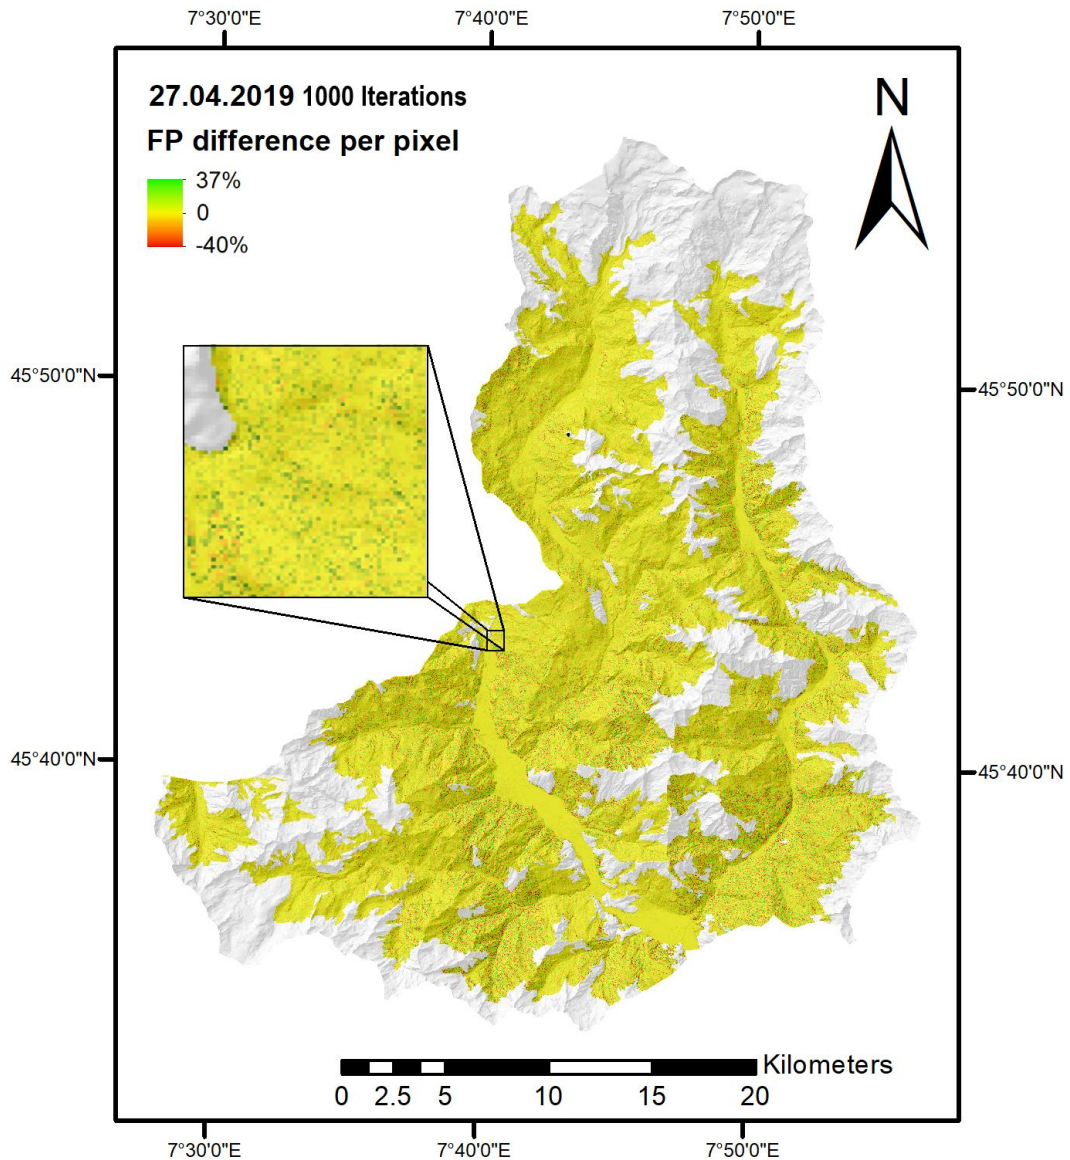 7°30'0"E 7°40'0"E 7°50'0"E
27.04.2019 1000 Iterations
N
FP difference per pixel
37%
0
-40%
45°50'0"N 45°50'0"N
45°40'0"N 45°40'0"N
Kilometers
0 2.5 5 10 15 20
7°30'0"E 7°40'0"E 7°50'0"E